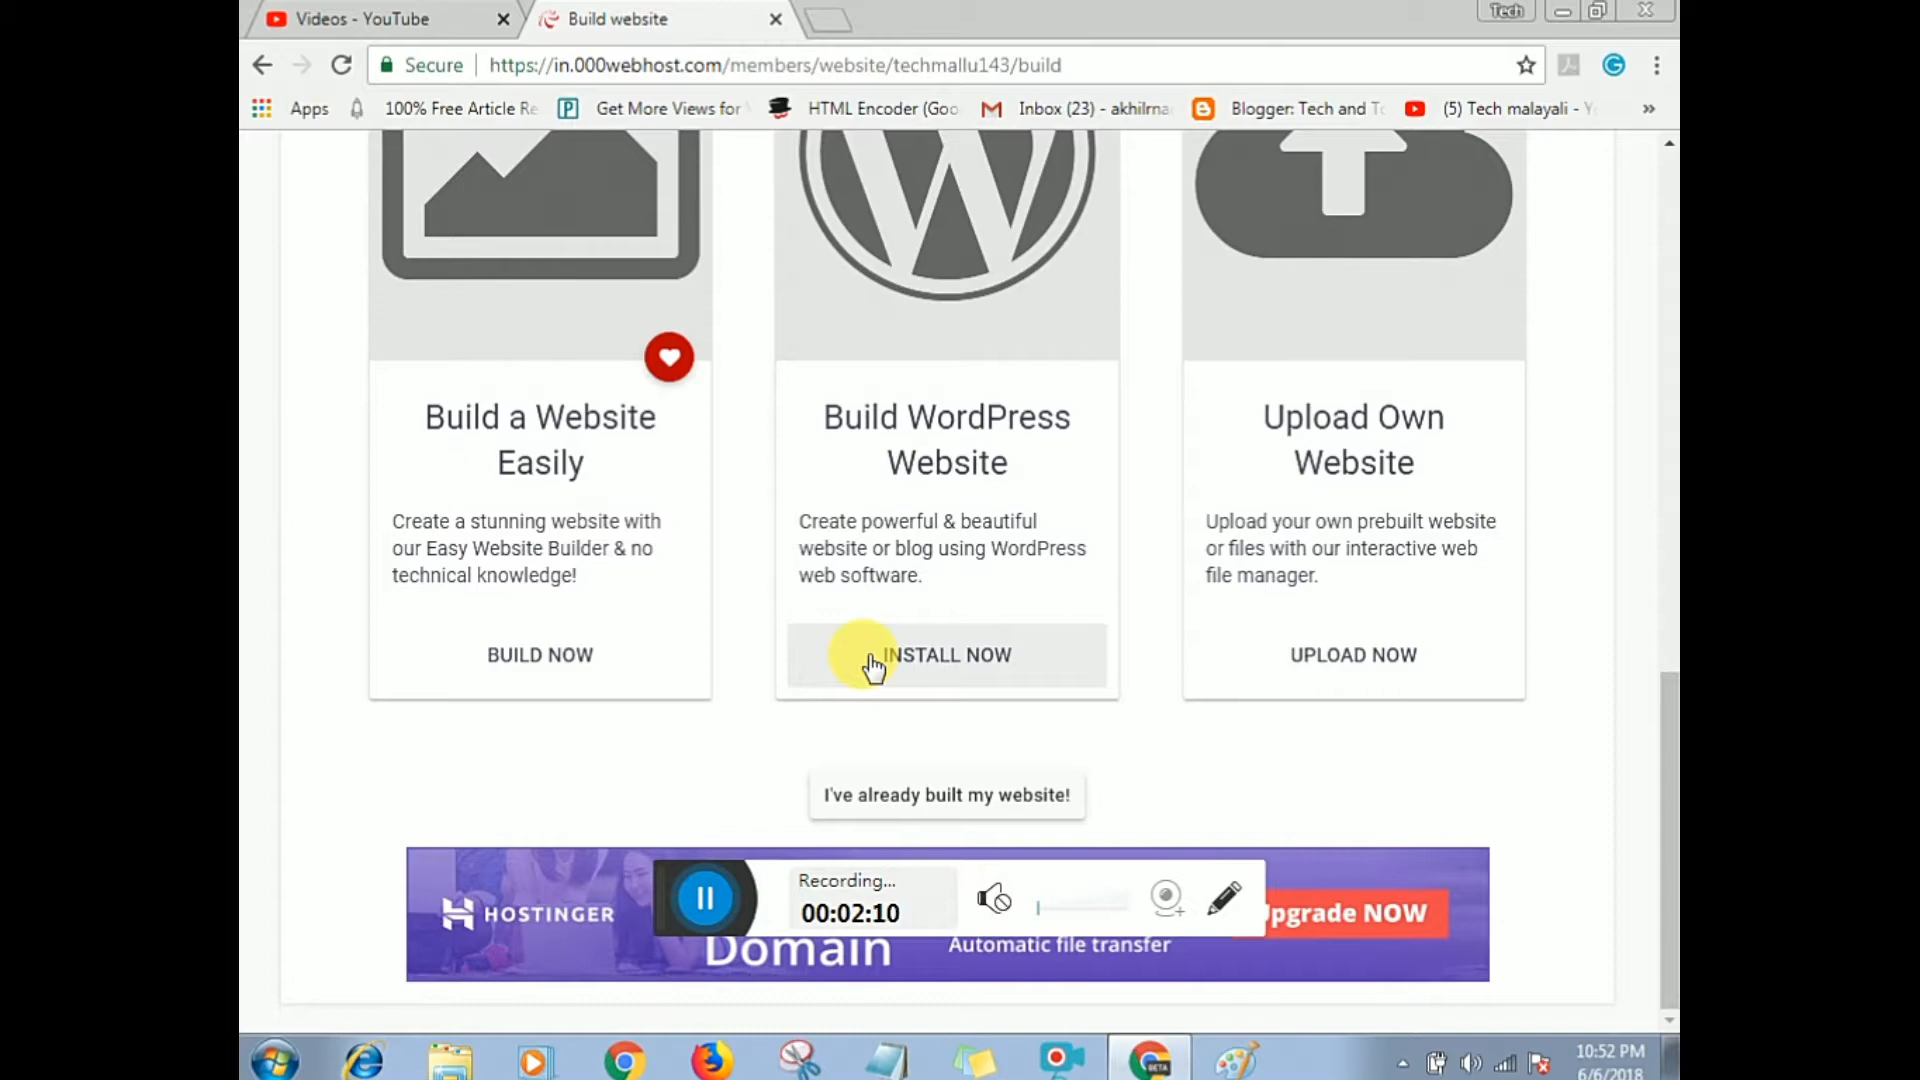 Videos - YouTube
Build website
Tech
Secure
https://in.000webhost.com/members/website/techmallu143/build
Apps
100% Free Article Re
Get More Views for
HTML Encoder (Goo
Inbox (23) - akhilrna
Blogger: Tech and To
(5) Tech malayali - Y
»
Build a Website
Easily
Create a stunning website with
our Easy Website Builder & no
technical knowledge!
BUILD NOW
Build WordPress
Website
Create powerful & beautiful
website or blog using WordPress
web software.
INSTALL NOW
Upload Own
Website
Upload your own prebuilt website
or files with our interactive web
file manager.
UPLOAD NOW
I've already built my website!
HOSTINGER
Domain
Automatic file transfer
Upgrade NOW
Recording...
00:02:10
BETA
10:52 PM
6/6/2018